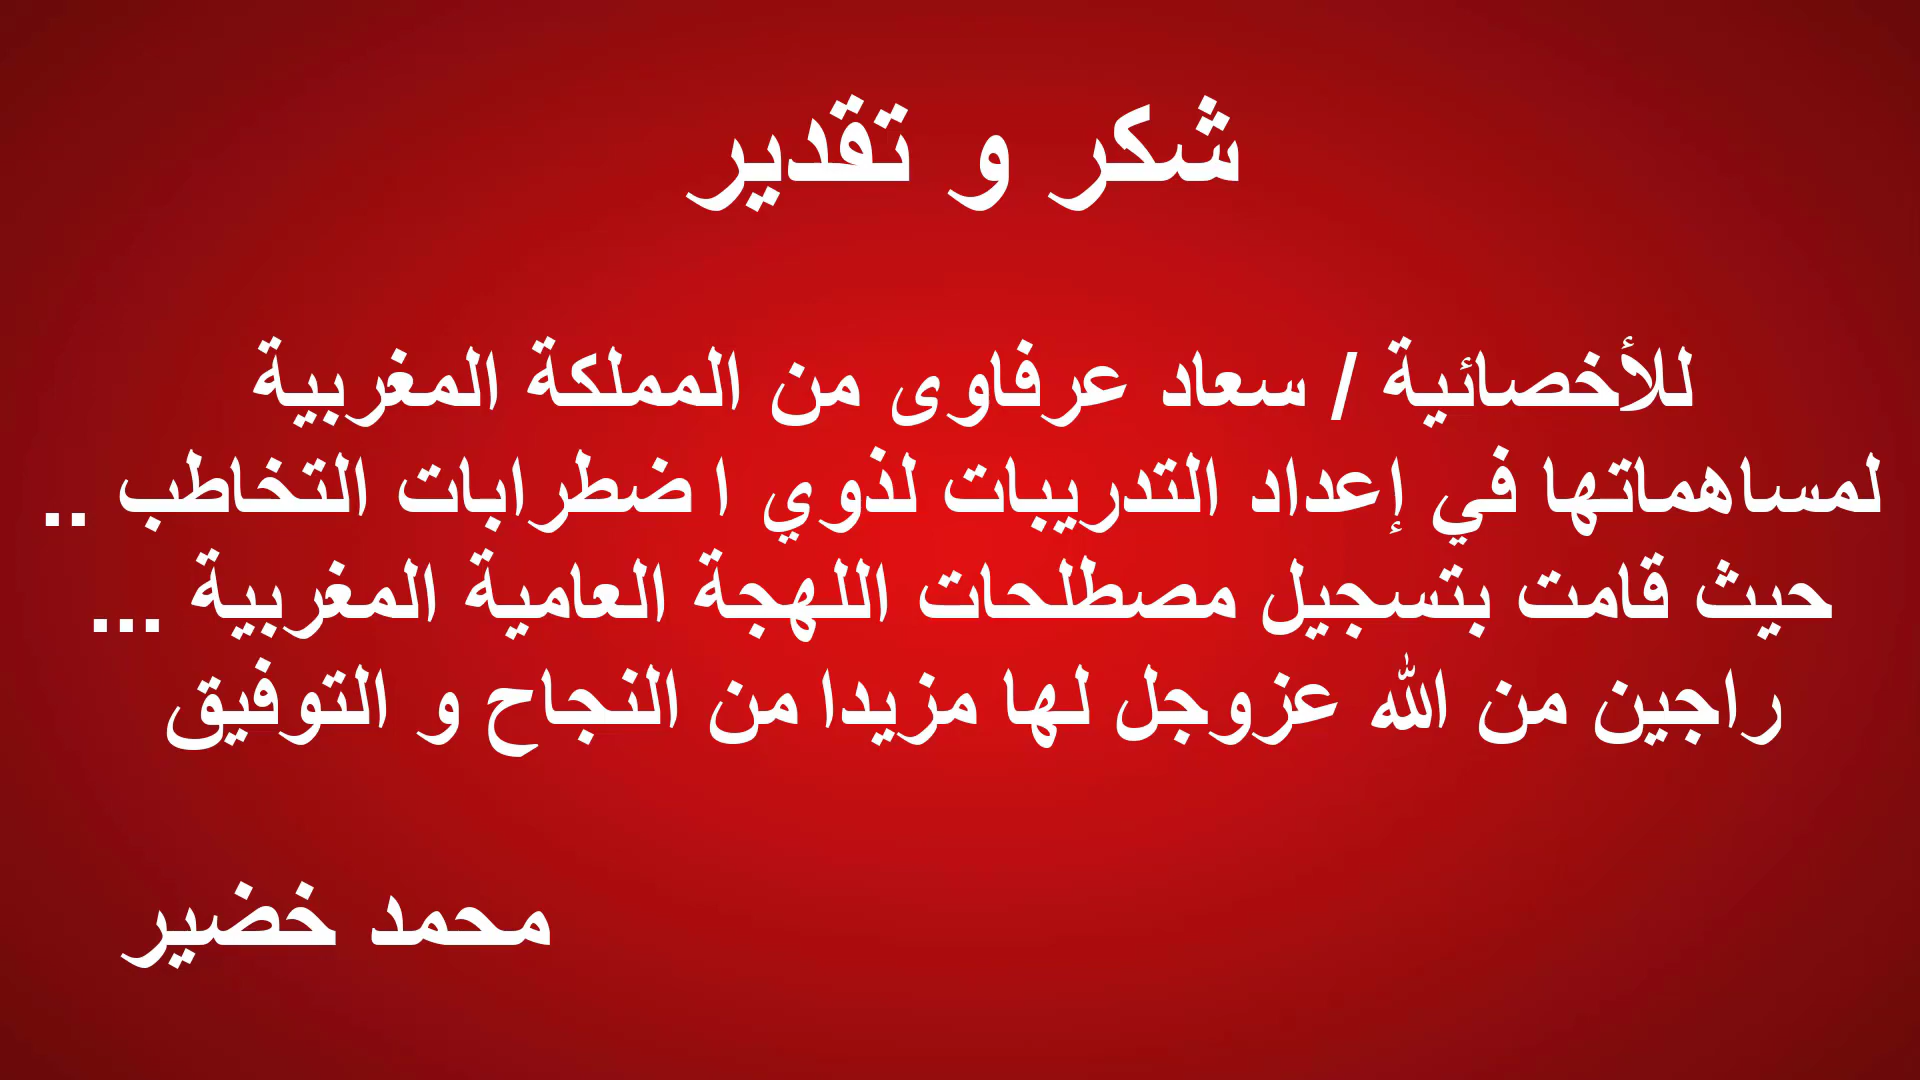 شكر و تقدير
للأخصائية / سعاد عرفاوى من المملكة المغربية
لمساهماتها في إعداد التدريبات لذوي ا ضطرابات التخاطب ..
حيث قامت بتسجيل مصطلحات اللهجة العامية المغربية ...
راجين من الله عزوجل لها مزيدا من النجاح و التوفيق
محمد خضير